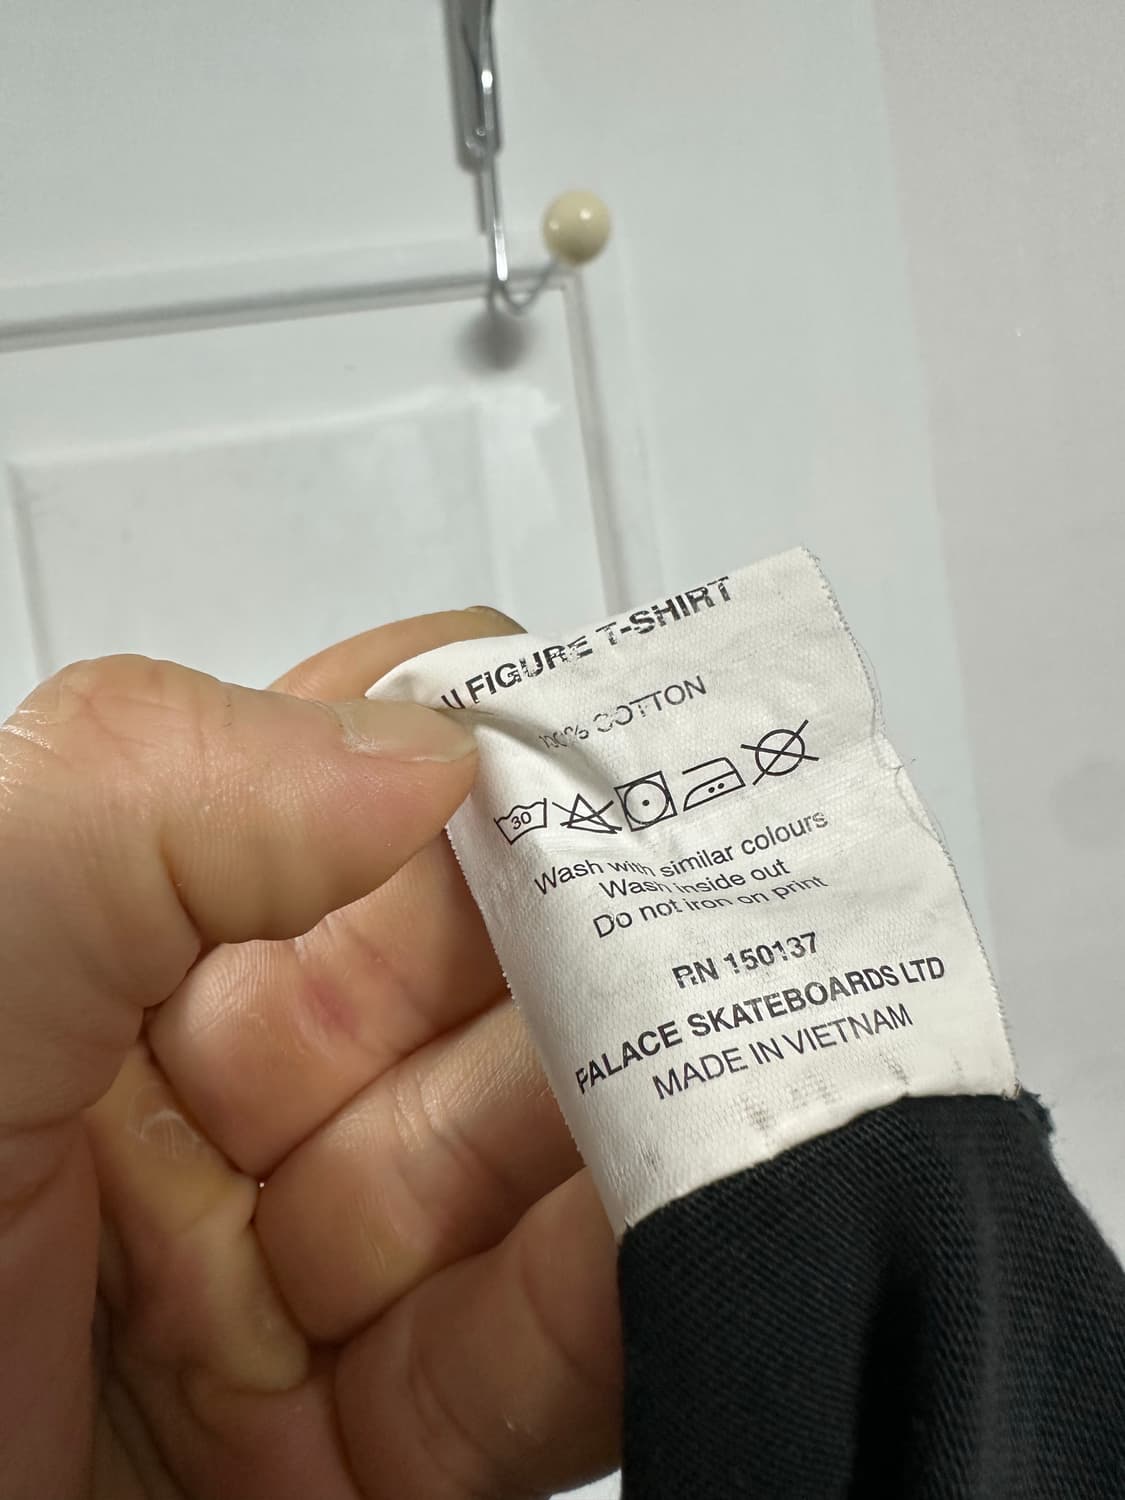 FIGURE T-SHIRT
100% COTTON
30
Wash with similar colours
Wash inside out
Do not iron on print
RN 150137
PALACE SKATEBOARDS LTD
MADE IN VIETNAM